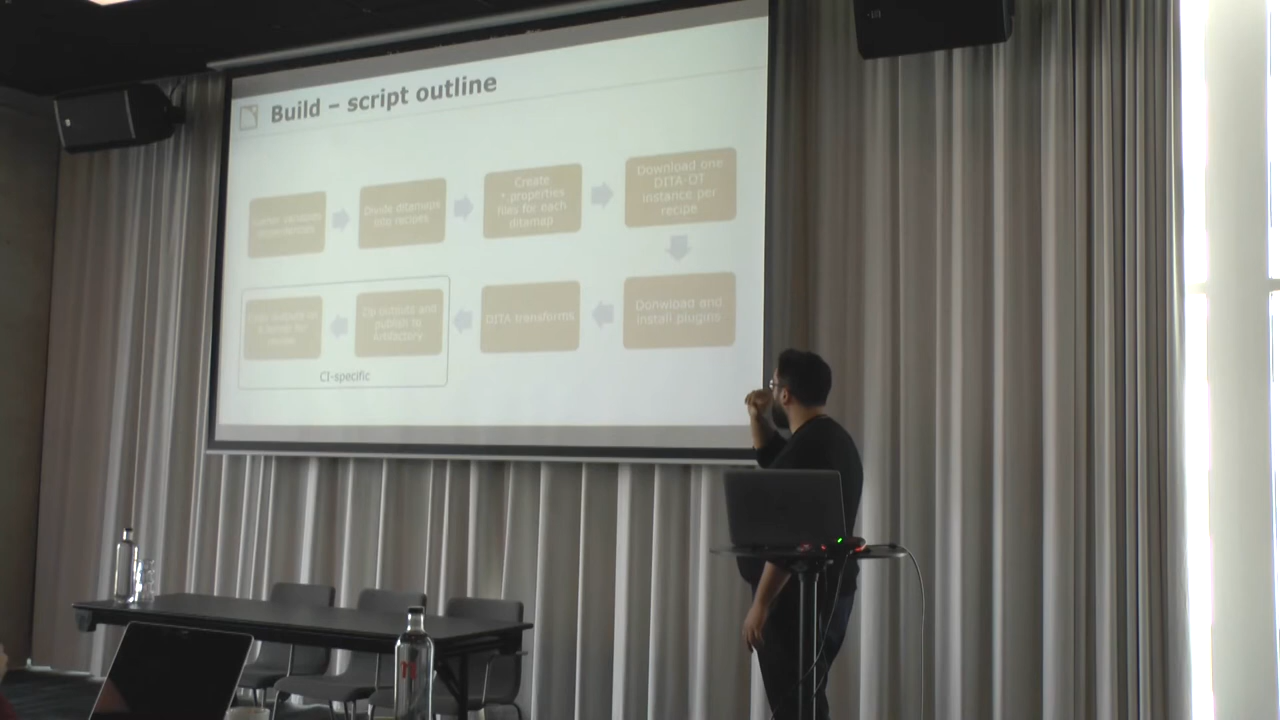 Build – script outline
Divide ditamaps
into recipes
Create
*.properties
files for each
ditamap
Download one
DITA-OT
instance per
recipe
Donwload and
install plugins
DITA transforms
Zip outputs and
publish to
Artifactory
CI-specific